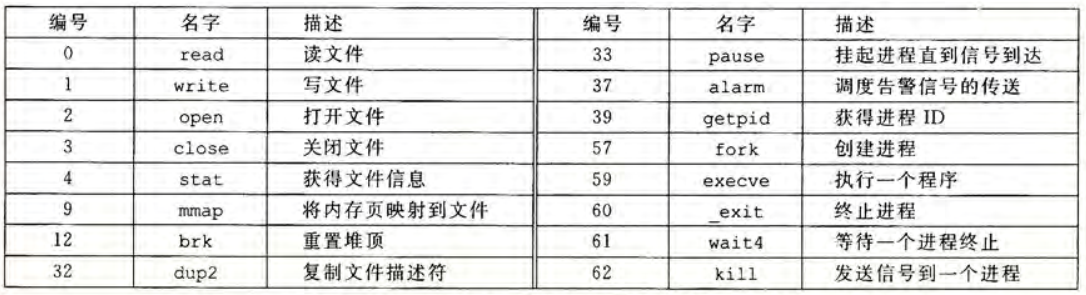 编号 名字 描述 编号 名字 描述
0 read 读文件 33 pause 挂起进程直到信号到达
1 write 写文件 37 alarm 调度告警信号的传送
2 open 打开文件 39 getpid 获得进程 ID
3 close 关闭文件 57 fork 创建进程
4 stat 获得文件信息 59 execve 执行一个程序
9 mmap 将内存页映射到文件 60 _exit 终止进程
12 brk 重置堆顶 61 wait4 等待一个进程终止
32 dup2 复制文件描述符 62 kill 发送信号到一个进程